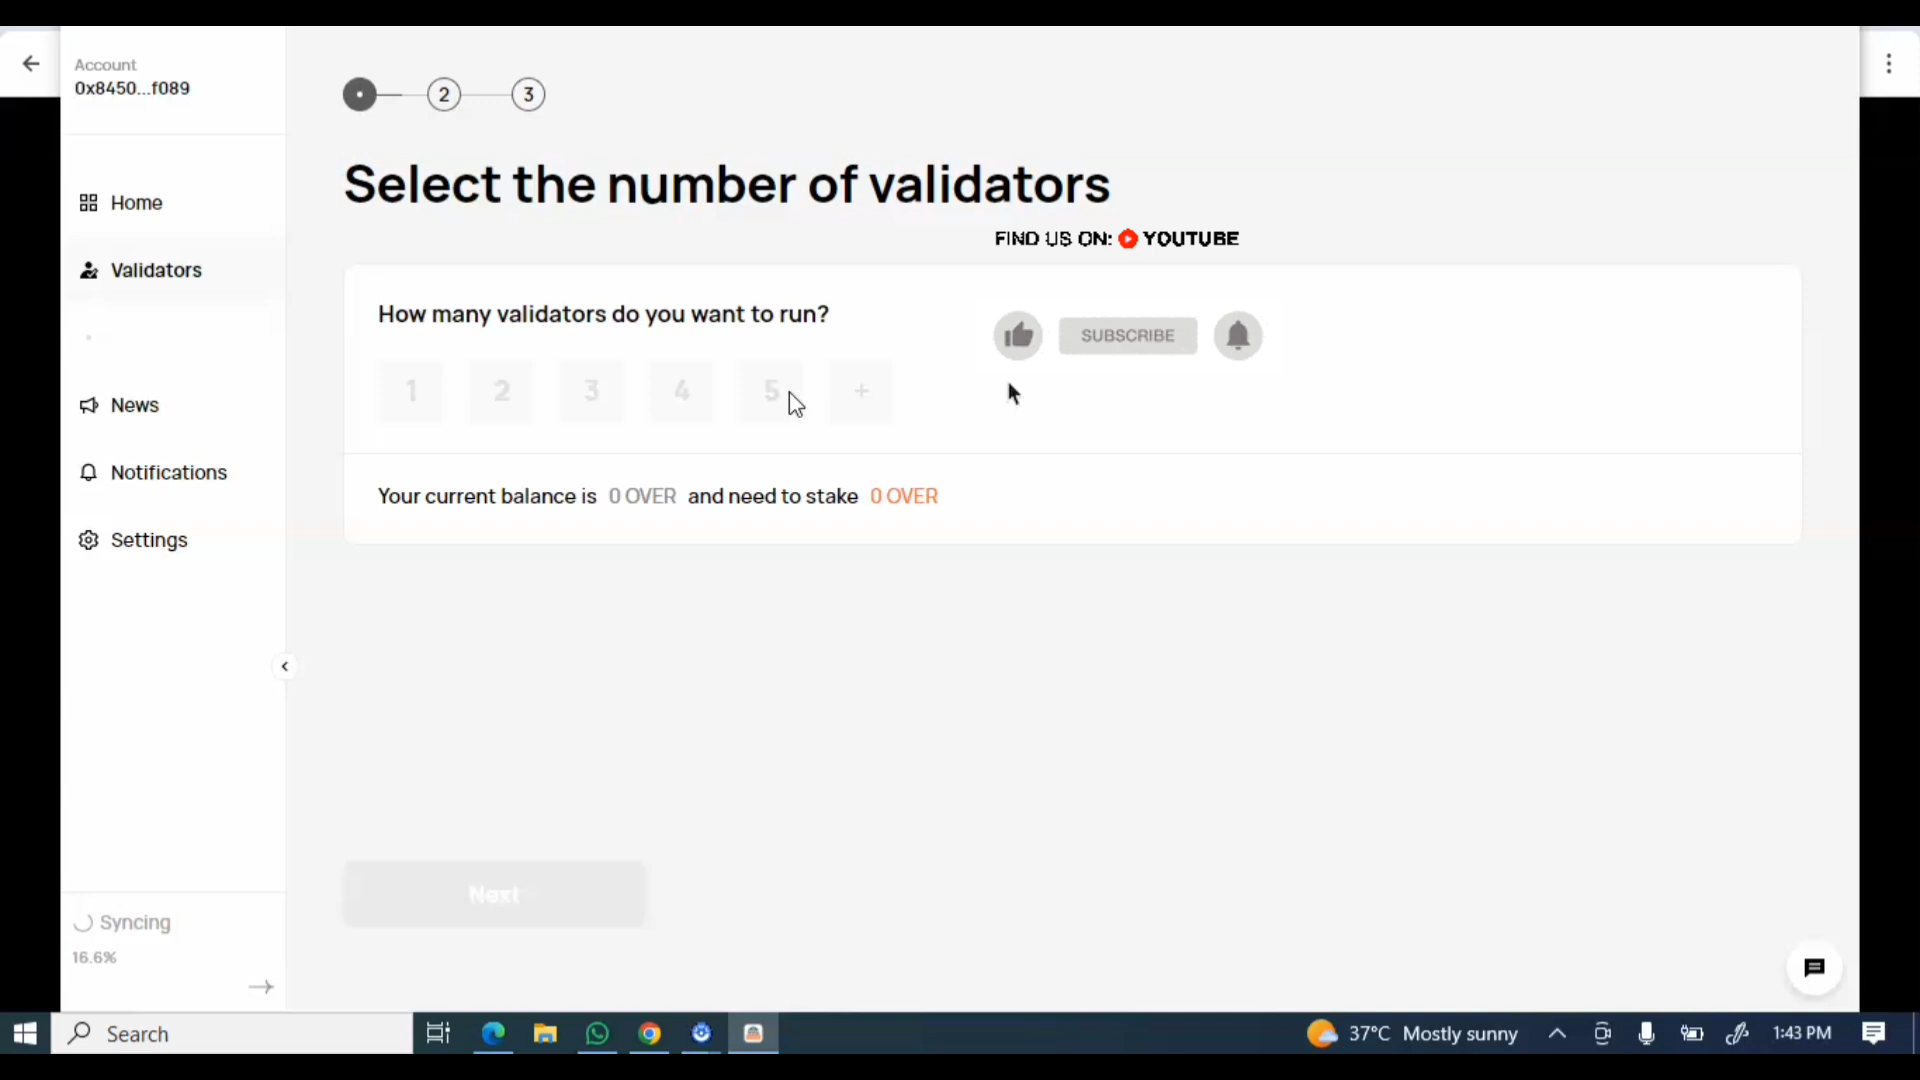 Account
0x8450...f089
Home
Validators
News
Notifications
Settings
Syncing
16.6%
2
3
Select the number of validators
FIND US ON: YOUTUBE
How many validators do you want to run?
SUBSCRIBE
1 2 3 4 5 +
Your current balance is 0 OVER and need to stake 0 OVER
Next
Search
37°C Mostly sunny
1:43 PM